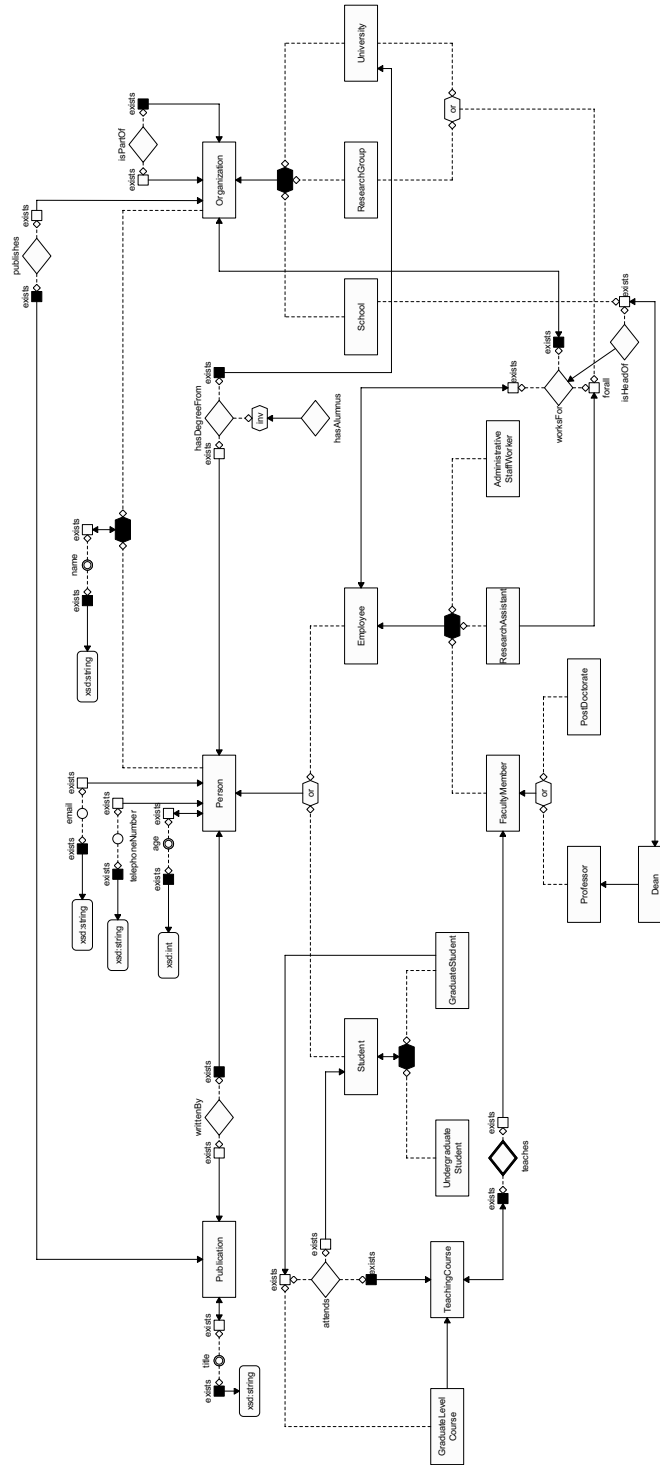 publishes
exists
exists
email
exists
exists
name
exists
exists
xsd:string
xsd:string
exists
exists
telephoneNumber
xsd:string
isPartOf
exists
exists
age
exists
exists
xsd:int
title
exists
exists
xsd:string
writtenBy
exists
exists
hasDegreeFrom
exists
exists
Publication
Person
Organization
inv
hasAlumnus
exists
attends
exists
exists
or
Student
Employee
School
ResearchGroup
University
or
GraduateLevel
Course
TeachingCourse
Undergraduate
Student
GraduateStudent
FacultyMember
ResearchAssistant
Administrative
StaffWorker
exists
exists
teaches
exists
exists
worksFor
forall
or
Professor
PostDoctorate
exists
isHeadOf
Dean